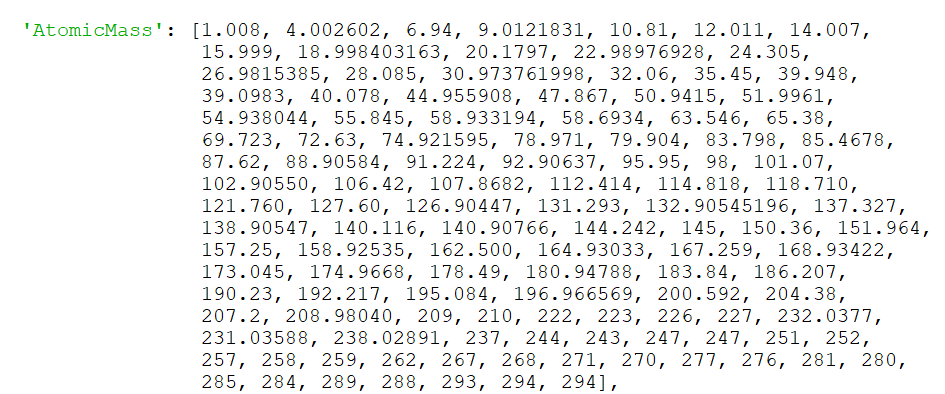 'AtomicMass': [1.008, 4.002602, 6.94, 9.0121831, 10.81, 12.011, 14.007,
15.999, 18.998403163, 20.1797, 22.98976928, 24.305,
26.9815385, 28.085, 30.973761998, 32.06, 35.45, 39.948,
39.0983, 40.078, 44.955908, 47.867, 50.9415, 51.9961,
54.938044, 55.845, 58.933194, 58.6934, 63.546, 65.38,
69.723, 72.63, 74.921595, 78.971, 79.904, 83.798, 85.4678,
87.62, 88.90584, 91.224, 92.90637, 95.95, 98, 101.07,
102.90550, 106.42, 107.8682, 112.414, 114.818, 118.710,
121.760, 127.60, 126.90447, 131.293, 132.90545196, 137.327,
138.90547, 140.116, 140.90766, 144.242, 145, 150.36, 151.964,
157.25, 158.92535, 162.500, 164.93033, 167.259, 168.93422,
173.045, 174.9668, 178.49, 180.94788, 183.84, 186.207,
190.23, 192.217, 195.084, 196.966569, 200.592, 204.38,
207.2, 208.98040, 209, 210, 222, 223, 226, 227, 232.0377,
231.03588, 238.02891, 237, 244, 243, 247, 247, 251, 252,
257, 258, 259, 262, 267, 268, 271, 270, 277, 276, 281, 280,
285, 284, 289, 288, 293, 294, 294],